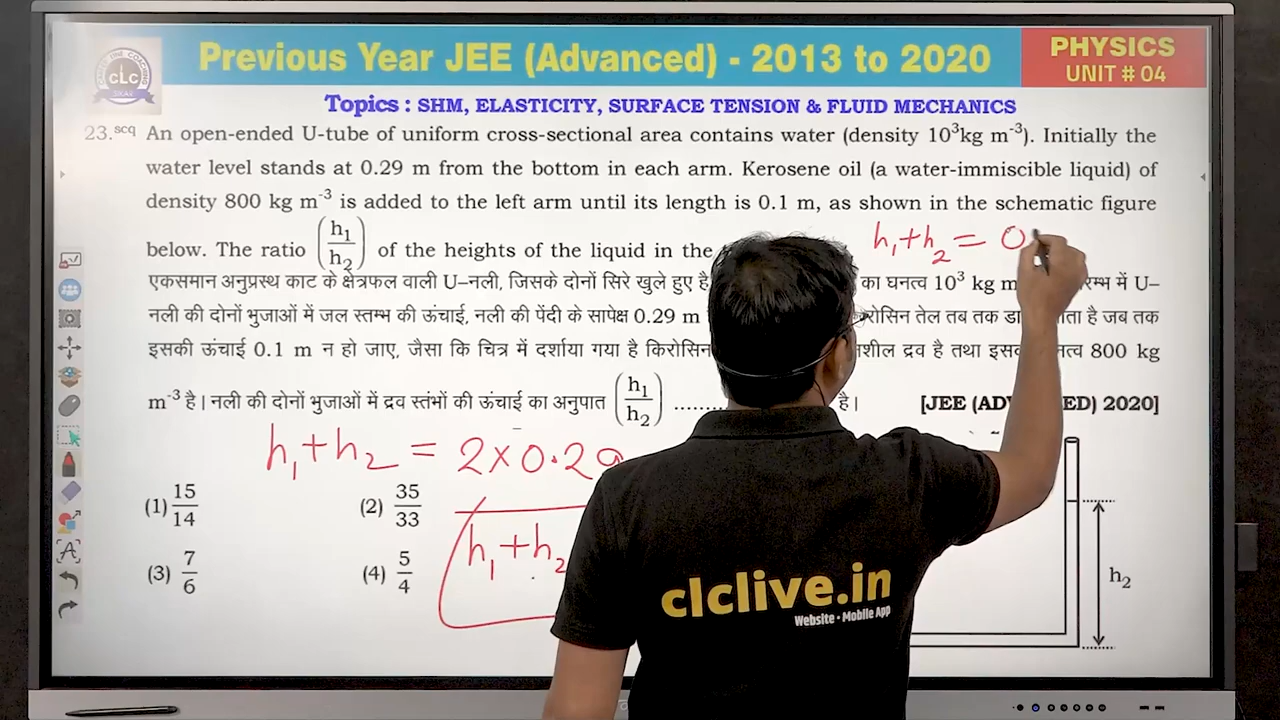 Previous Year JEE (Advanced) - 2013 to 2020
PHYSICS
UNIT # 04
CLC
SIKAR
Topics : SHM, ELASTICITY, SURFACE TENSION & FLUID MECHANICS
23.scq An open-ended U-tube of uniform cross-sectional area contains water (density 10³kg m⁻³). Initially the
water level stands at 0.29 m from the bottom in each arm. Kerosene oil (a water-immiscible liquid) of
density 800 kg m⁻³ is added to the left arm until its length is 0.1 m, as shown in the schematic figure
below. The ratio (h₁/h₂) of the heights of the liquid in the
h₁+h₂ = 0
एकसमान अनुप्रस्थ काट के क्षेत्रफल वाली U–नली, जिसके दोनों सिरे खुले हुए है का घनत्व 10³ kg m में U–
नली की दोनों भुजाओं में जल स्तम्भ की ऊंचाई, नली की पेंदी के सापेक्ष 0.29 m तेल तब तक है जब तक
इसकी ऊंचाई 0.1 m न हो जाए, जैसा कि चित्र में दर्शाया गया है द्रव है तथा 800 kg
m⁻³ है। नली की दोनों भुजाओं में द्रव स्तंभों की ऊंचाई का अनुपात (h₁/h₂) ........ है। [JEE (ADV ED) 2020]
h₁+h₂ = 2×0.29
(1) 15/14 (2) 35/33
h₁+h₂
(3) 7/6 (4) 5/4
h₂
clclive.in
Website • Mobile App